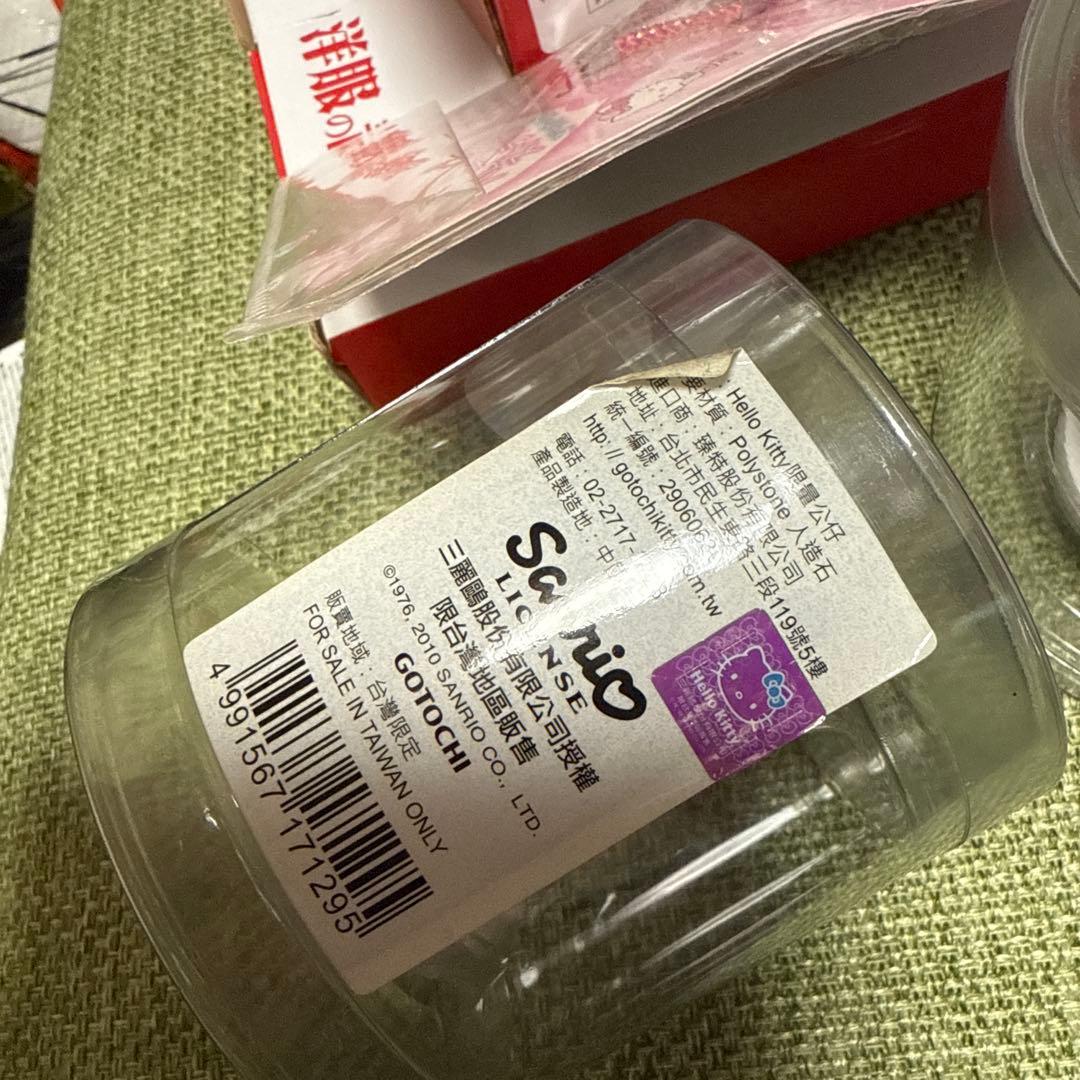 洋服の
Hello Kitty限量公仔
要材質：Polystone 人造石
進口商：臻特股份有限公司
地址：台北市民生東路三段119號5樓
統一編號：290606
http://gotochikitty.com.tw
電話：02-2717-
產品製造地：中
Sanrio
LICENSE
三麗鷗股份有限公司授權
限台灣地區販售
©1976, 2010 SANRIO CO., LTD.
GOTOCHI
販賣地域：台灣限定
FOR SALE IN TAIWAN ONLY
4991567171295
Hello Kitty